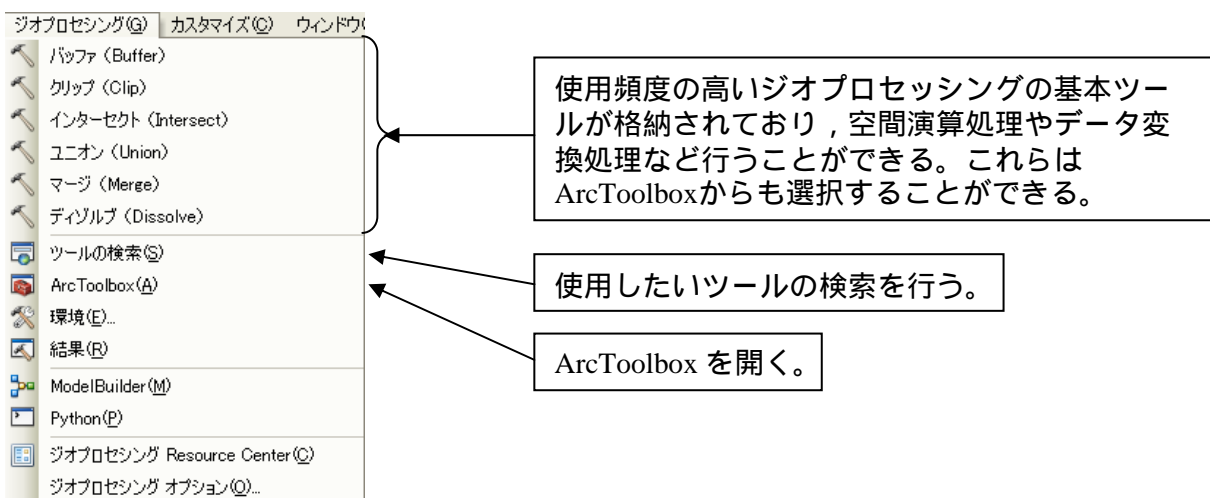 ジオプロセシング(G) カスタマイズ(C) ウィンドウ(
バッファ (Buffer)
クリップ (Clip)
インターセクト (Intersect)
ユニオン (Union)
マージ (Merge)
ディゾルブ (Dissolve)
ツールの検索(S)
ArcToolbox(A)
環境(E)...
結果(R)
ModelBuilder(M)
Python(P)
ジオプロセシング Resource Center(C)
ジオプロセシング オプション(O)...
使用頻度の高いジオプロセッシングの基本ツー
ルが格納されており,空間演算処理やデータ変
換処理など行うことができる。これらは
ArcToolboxからも選択することができる。
使用したいツールの検索を行う。
ArcToolbox を開く。